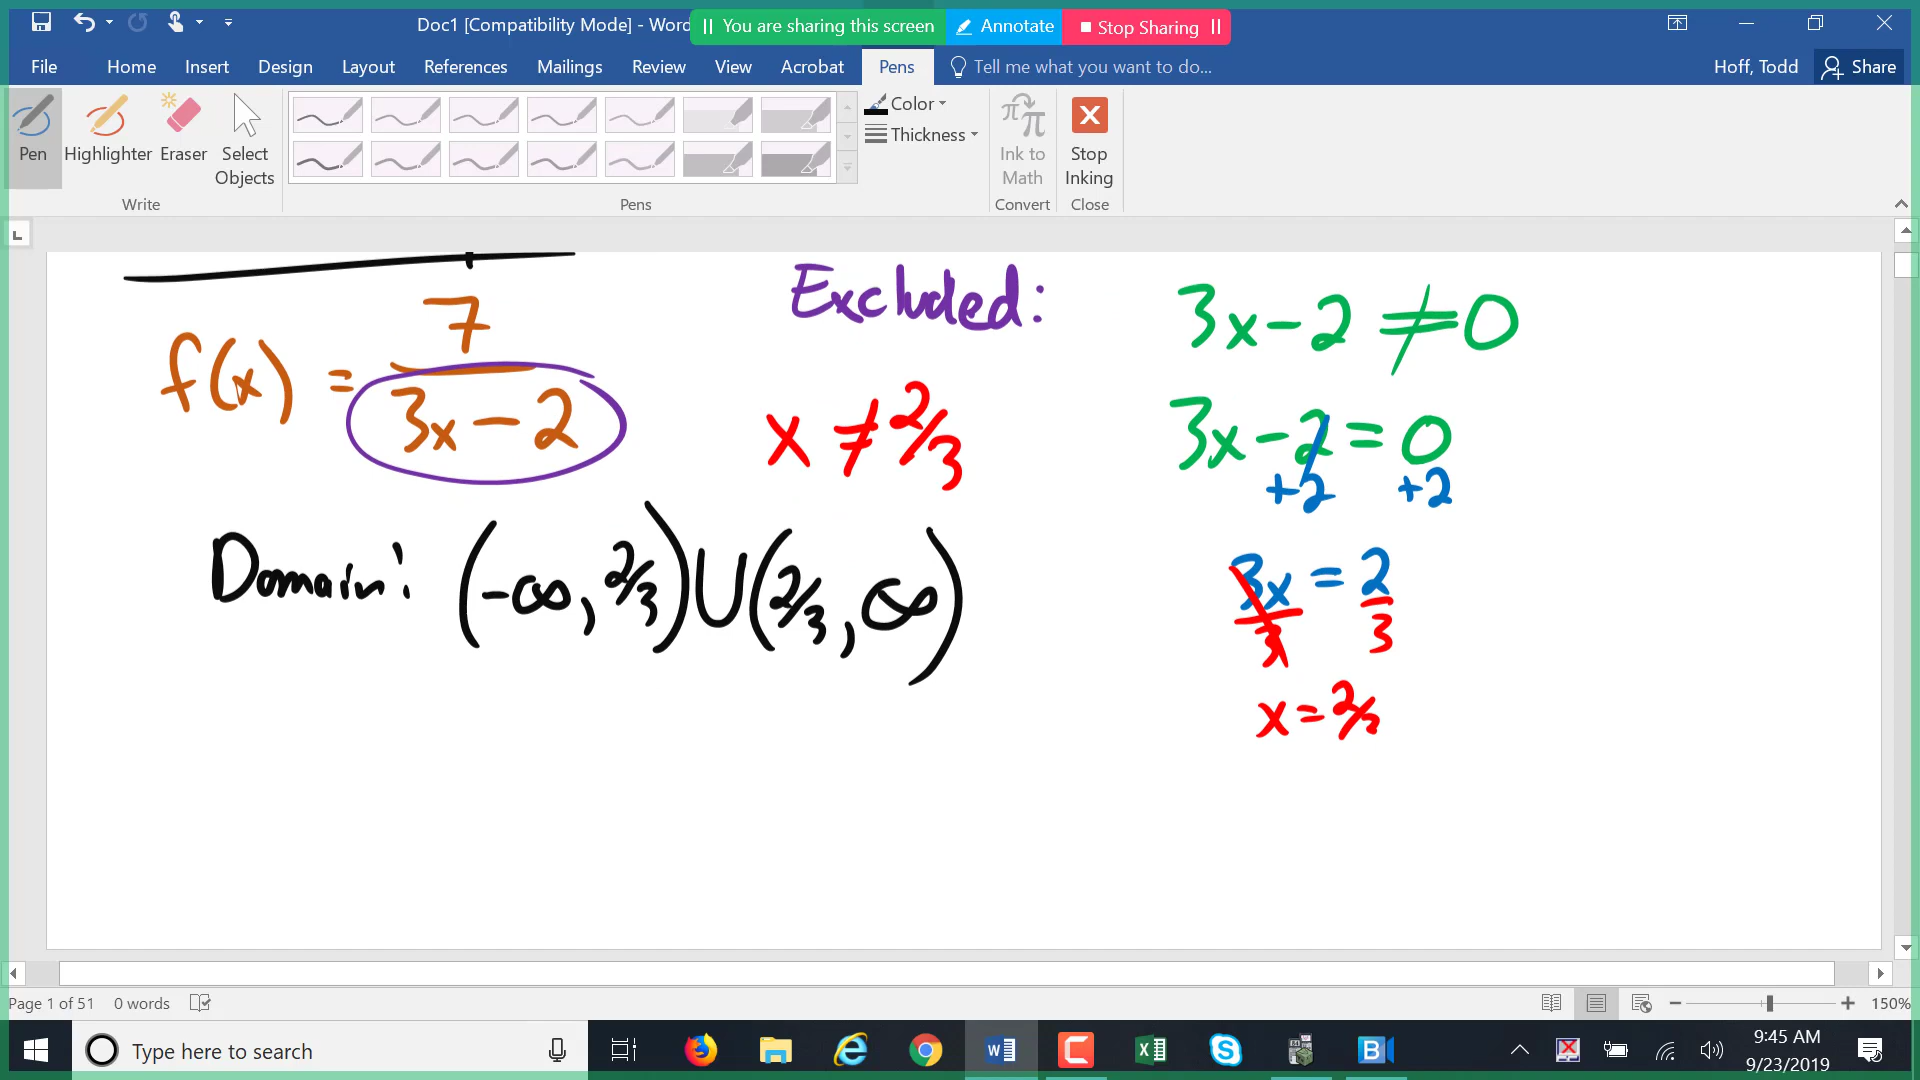 Doc1 [Compatibility Mode] - Word
You are sharing this screen
Annotate
Stop Sharing
File Home Insert Design Layout References Mailings Review View Acrobat Pens Tell me what you want to do... Hoff, Todd Share
Pen Highlighter Eraser Select Objects
Color
Thickness
Ink to Math
Stop Inking
Write Pens Convert Close
Excluded:
f(x) = 7/(3x-2)
x ≠ 2/3
3x-2 ≠ 0
3x-2 = 0
+2 +2
3x = 2
3 3
x = 2/3
Domain: (-∞, 2/3) U (2/3, ∞)
Page 1 of 51 0 words 150%
Type here to search
9:45 AM
9/23/2019